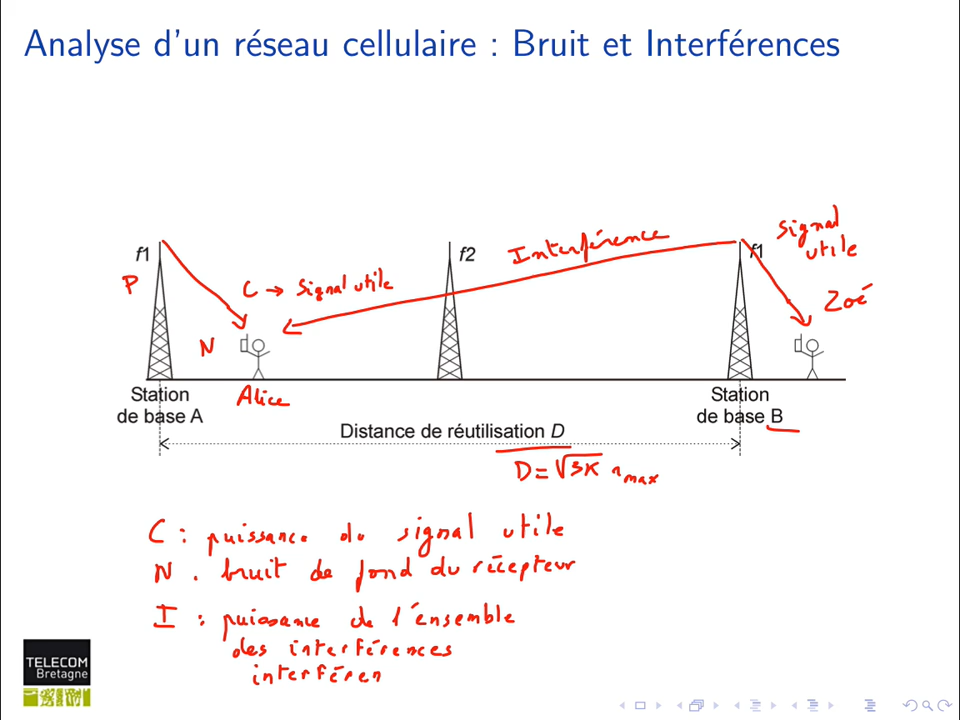 Analyse d'un réseau cellulaire : Bruit et Interférences
f1
P
C → Signal utile
N
Alice
f2
Interférence
f1
Signal
utile
Zoé
Station
de base A
Station
de base B
Distance de réutilisation D
D = √3K rmax
C : puissance du signal utile
N . bruit de fond du récepteur
I : puissance de l'ensemble
des interférences
interféren
TELECOM
Bretagne